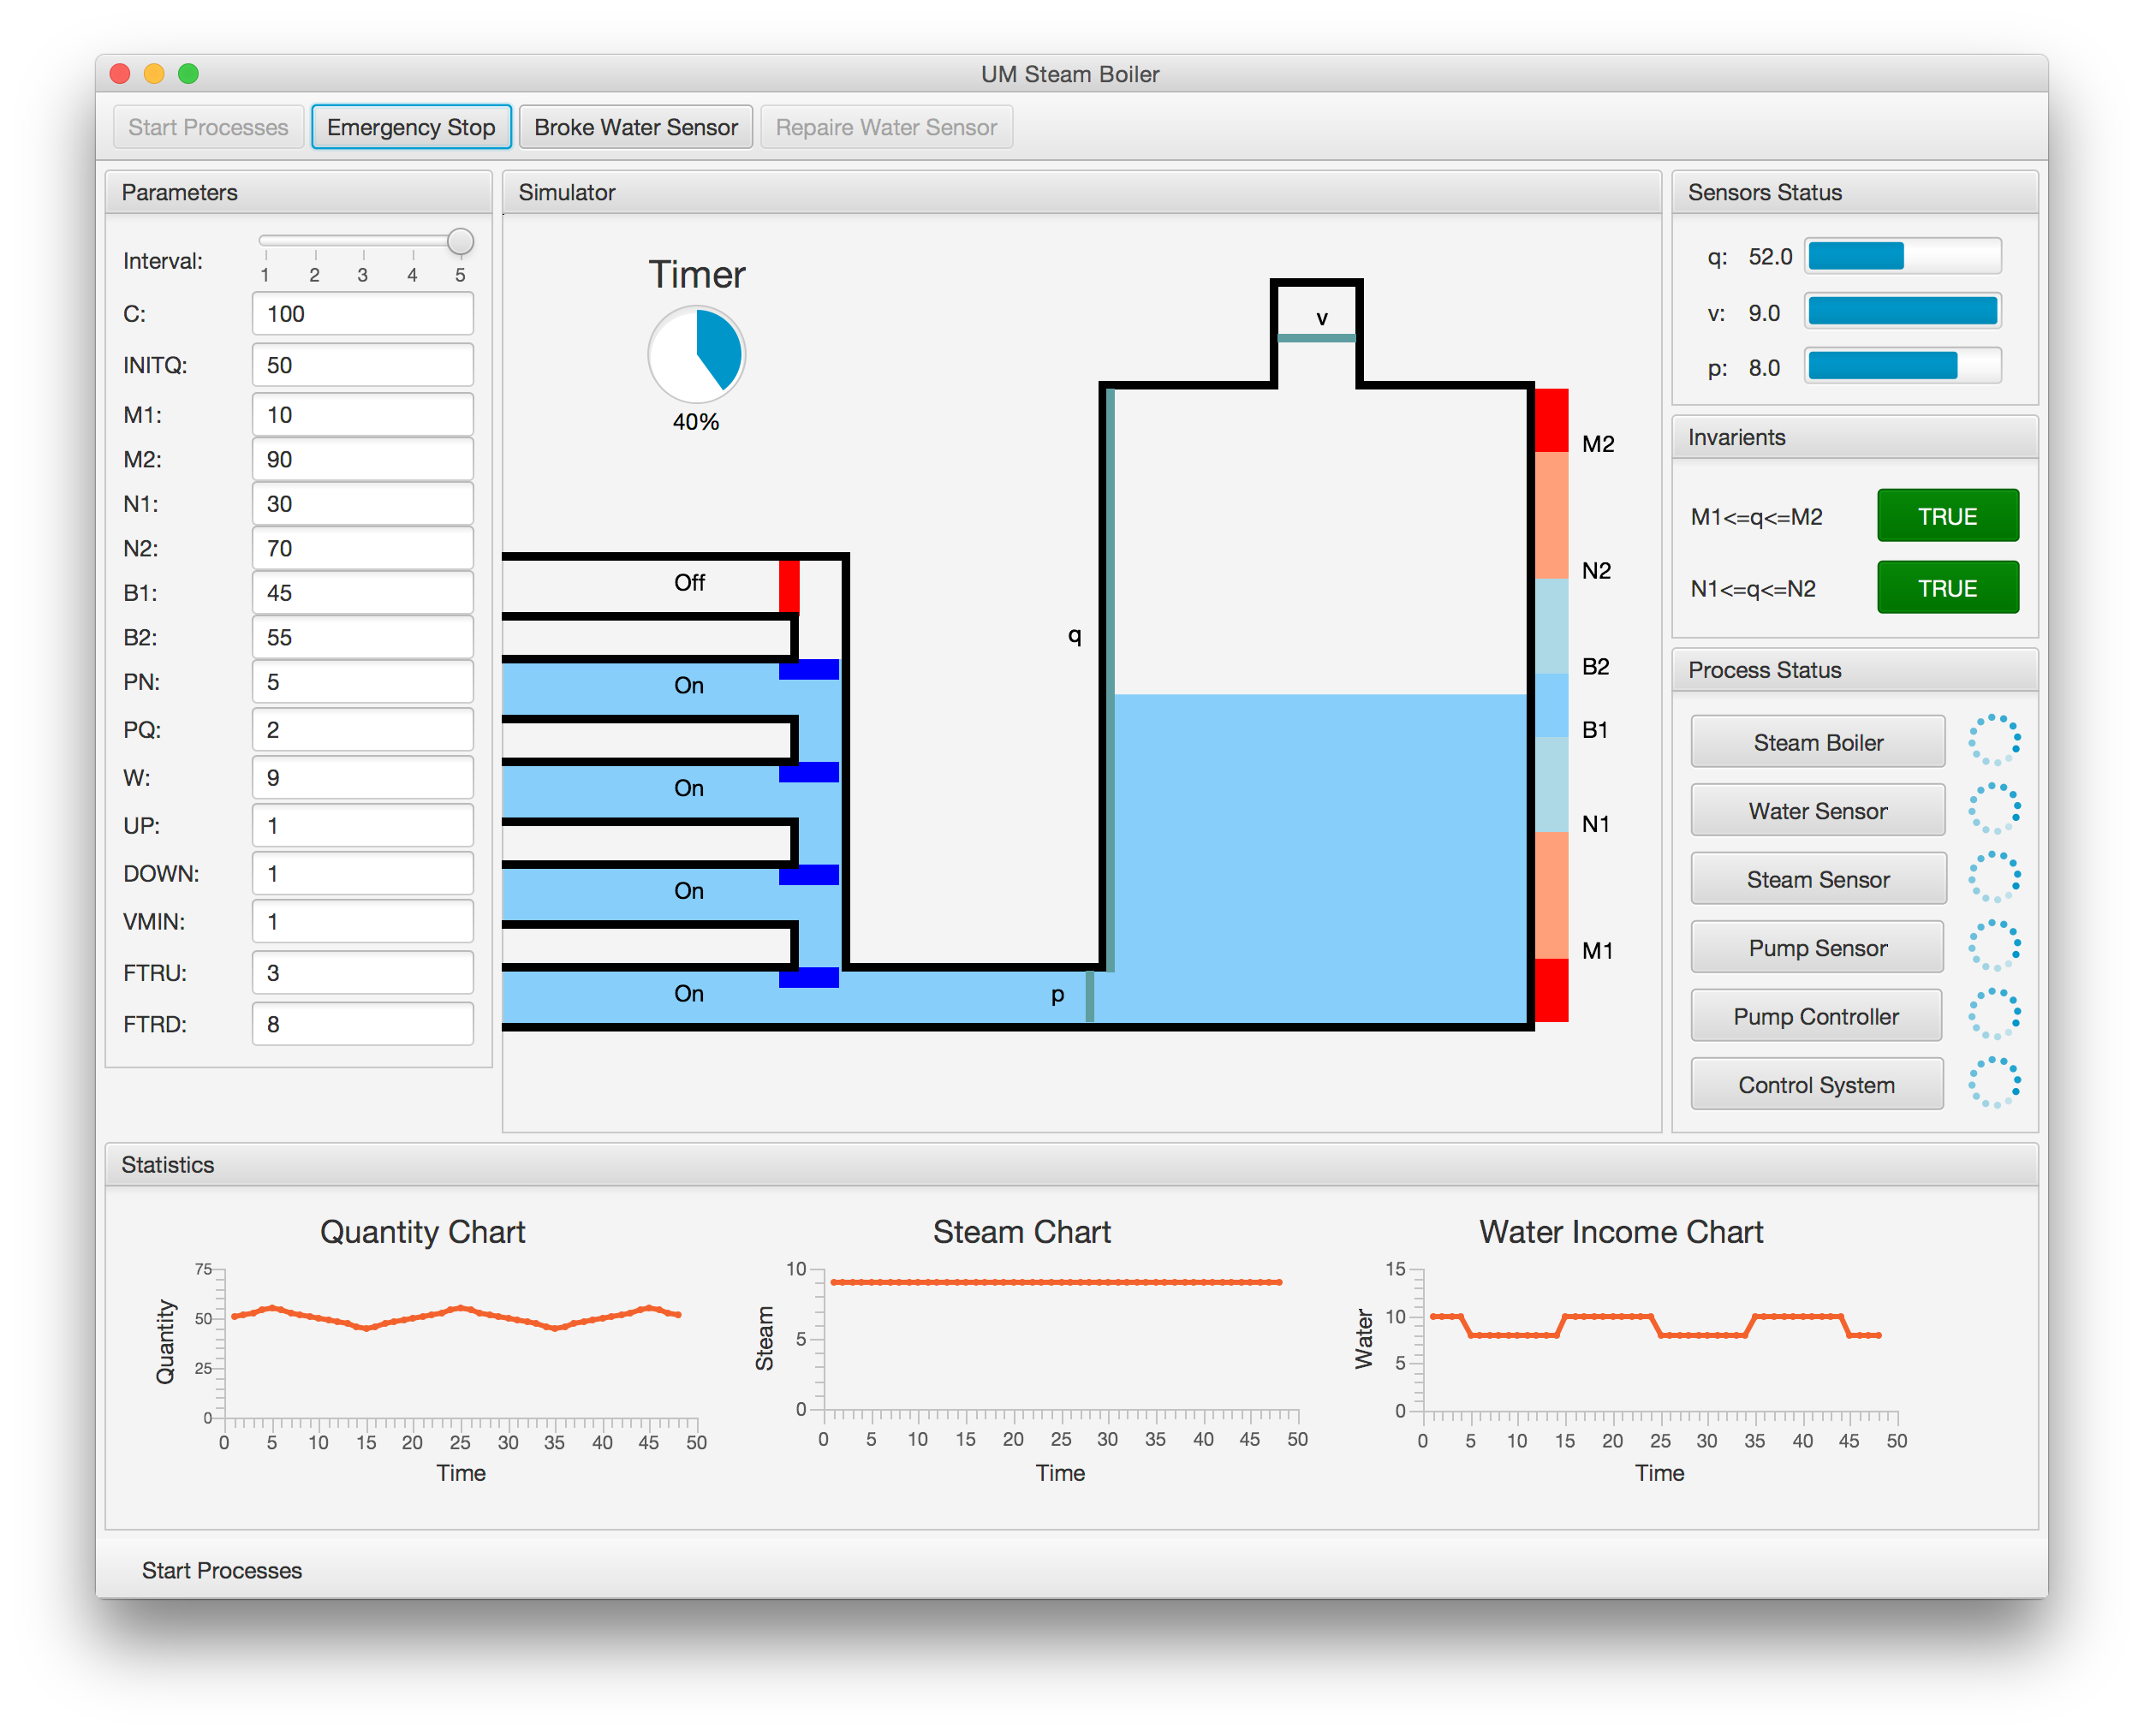 UM Steam Boiler
Start Processes
Emergency Stop
Broke Water Sensor
Repaire Water Sensor
Parameters
Interval:
1 2 3 4 5
C: 100
INITQ: 50
M1: 10
M2: 90
N1: 30
N2: 70
B1: 45
B2: 55
PN: 5
PQ: 2
W: 9
UP: 1
DOWN: 1
VMIN: 1
FTRU: 3
FTRD: 8
Simulator
Timer
40%
Off
On
On
On
On
p
q
v
M2
N2
B2
B1
N1
M1
Sensors Status
q: 52.0
v: 9.0
p: 8.0
Invarients
M1<=q<=M2 TRUE
N1<=q<=N2 TRUE
Process Status
Steam Boiler
Water Sensor
Steam Sensor
Pump Sensor
Pump Controller
Control System
Statistics
Quantity Chart
Quantity
75
50
25
0
0 5 10 15 20 25 30 35 40 45 50
Time
Steam Chart
Steam
10
5
0
0 5 10 15 20 25 30 35 40 45 50
Time
Water Income Chart
Water
15
10
5
0
0 5 10 15 20 25 30 35 40 45 50
Time
Start Processes